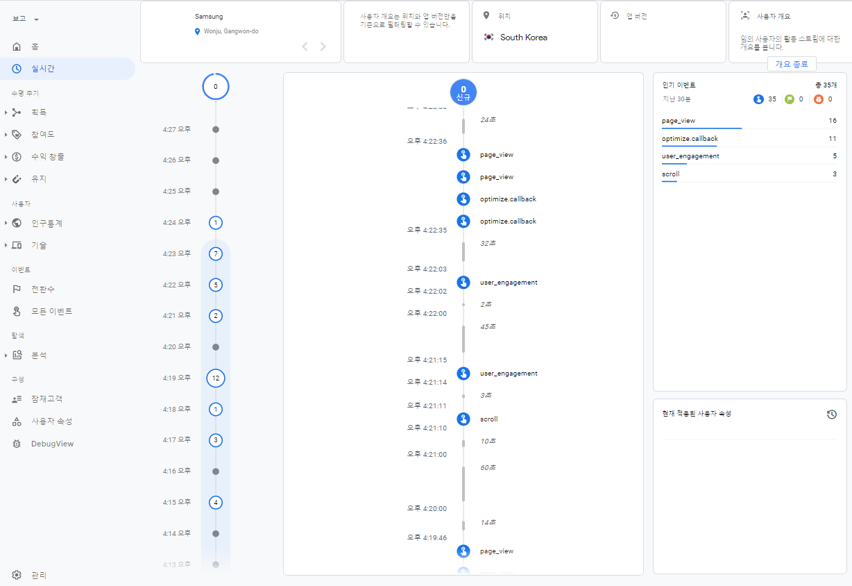 보고
홈
실시간
수명 주기
획득
참여도
수익 창출
유지
사용자
인구통계
기술
이벤트
전환수
모든 이벤트
탐색
분석
구성
잠재고객
사용자 속성
DebugView
관리
Samsung
Wonju, Gangwon-do
사용자 개요는 위치와 앱 버전만을
기준으로 필터링할 수 있습니다.
위치
South Korea
앱 버전
사용자 개요
임의 사용자의 활동 스트림에 대한
개요를 봅니다.
개요 종료
0
4:27 오후
4:26 오후
4:25 오후
4:24 오후 1
4:23 오후 7
4:22 오후 5
4:21 오후 2
4:20 오후
4:19 오후 12
4:18 오후 1
4:17 오후 3
4:16 오후
4:15 오후 4
4:14 오후
4:13 오후
0
신규
24초
오후 4:22:36
page_view
page_view
optimize.callback
optimize.callback
오후 4:22:35
32초
오후 4:22:03
user_engagement
오후 4:22:02
2초
오후 4:22:00
45초
오후 4:21:15
user_engagement
오후 4:21:14
3초
오후 4:21:11
scroll
오후 4:21:10
10초
오후 4:21:00
60초
오후 4:20:00
14초
오후 4:19:46
page_view
인기 이벤트 총 35개
지난 30분 35 0 0
page_view 16
optimize.callback 11
user_engagement 5
scroll 3
현재 적용된 사용자 속성